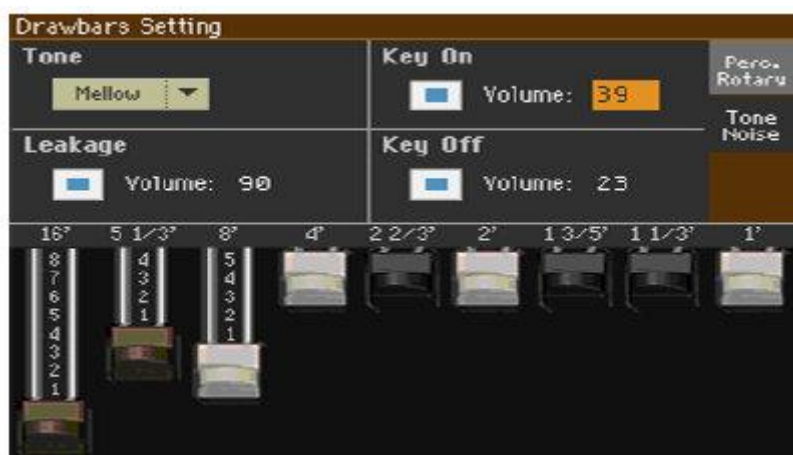 Drawbars Setting
Tone
Mellow
Key On
Volume: 39
Perc.
Rotary
Tone
Noise
Leakage
Volume: 90
Key Off
Volume: 23
16' 5 1/3' 8' 4' 2 2/3' 2' 1 3/5' 1 1/3' 1'
8 4 5
7 3 4
6 2 3
5 1 2
4 1
3
2
1